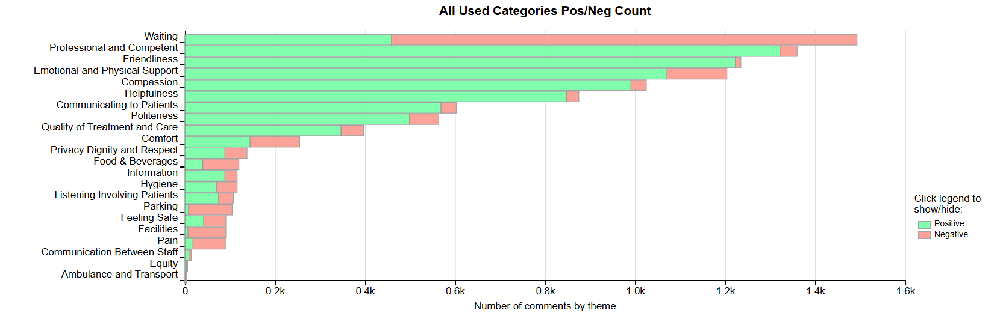 All Used Categories Pos/Neg Count
Waiting
Professional and Competent
Friendliness
Emotional and Physical Support
Compassion
Helpfulness
Communicating to Patients
Politeness
Quality of Treatment and Care
Comfort
Privacy Dignity and Respect
Food & Beverages
Information
Hygiene
Listening Involving Patients
Parking
Feeling Safe
Facilities
Pain
Communication Between Staff
Equity
Ambulance and Transport
0 0.2k 0.4k 0.6k 0.8k 1.0k 1.2k 1.4k 1.6k
Number of comments by theme
Click legend to
show/hide:
Positive
Negative